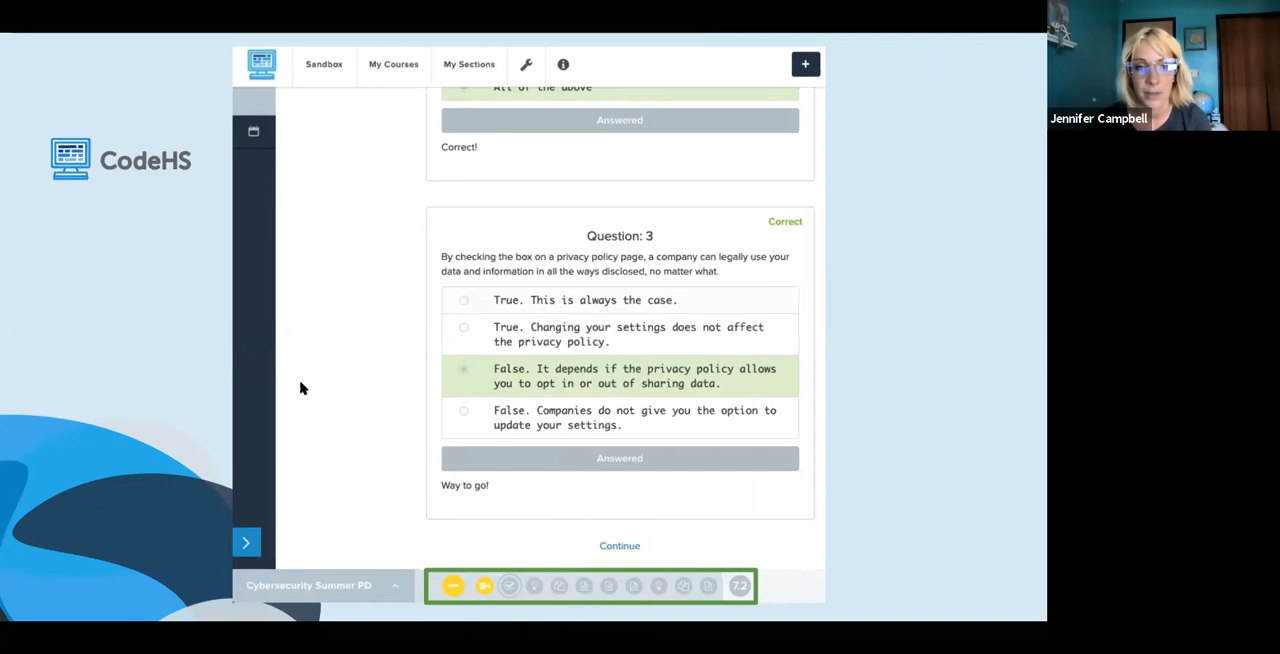 Sandbox
My Courses
My Sections
+
Jennifer Campbell
CodeHS
All of the above
Answered
Correct!
Correct
Question: 3
By checking the box on a privacy policy page, a company can legally use your
data and information in all the ways disclosed, no matter what.
True. This is always the case.
True. Changing your settings does not affect
the privacy policy.
False. It depends if the privacy policy allows
you to opt in or out of sharing data.
False. Companies do not give you the option to
update your settings.
Answered
Way to go!
Continue
Cybersecurity Summer PD
7.2